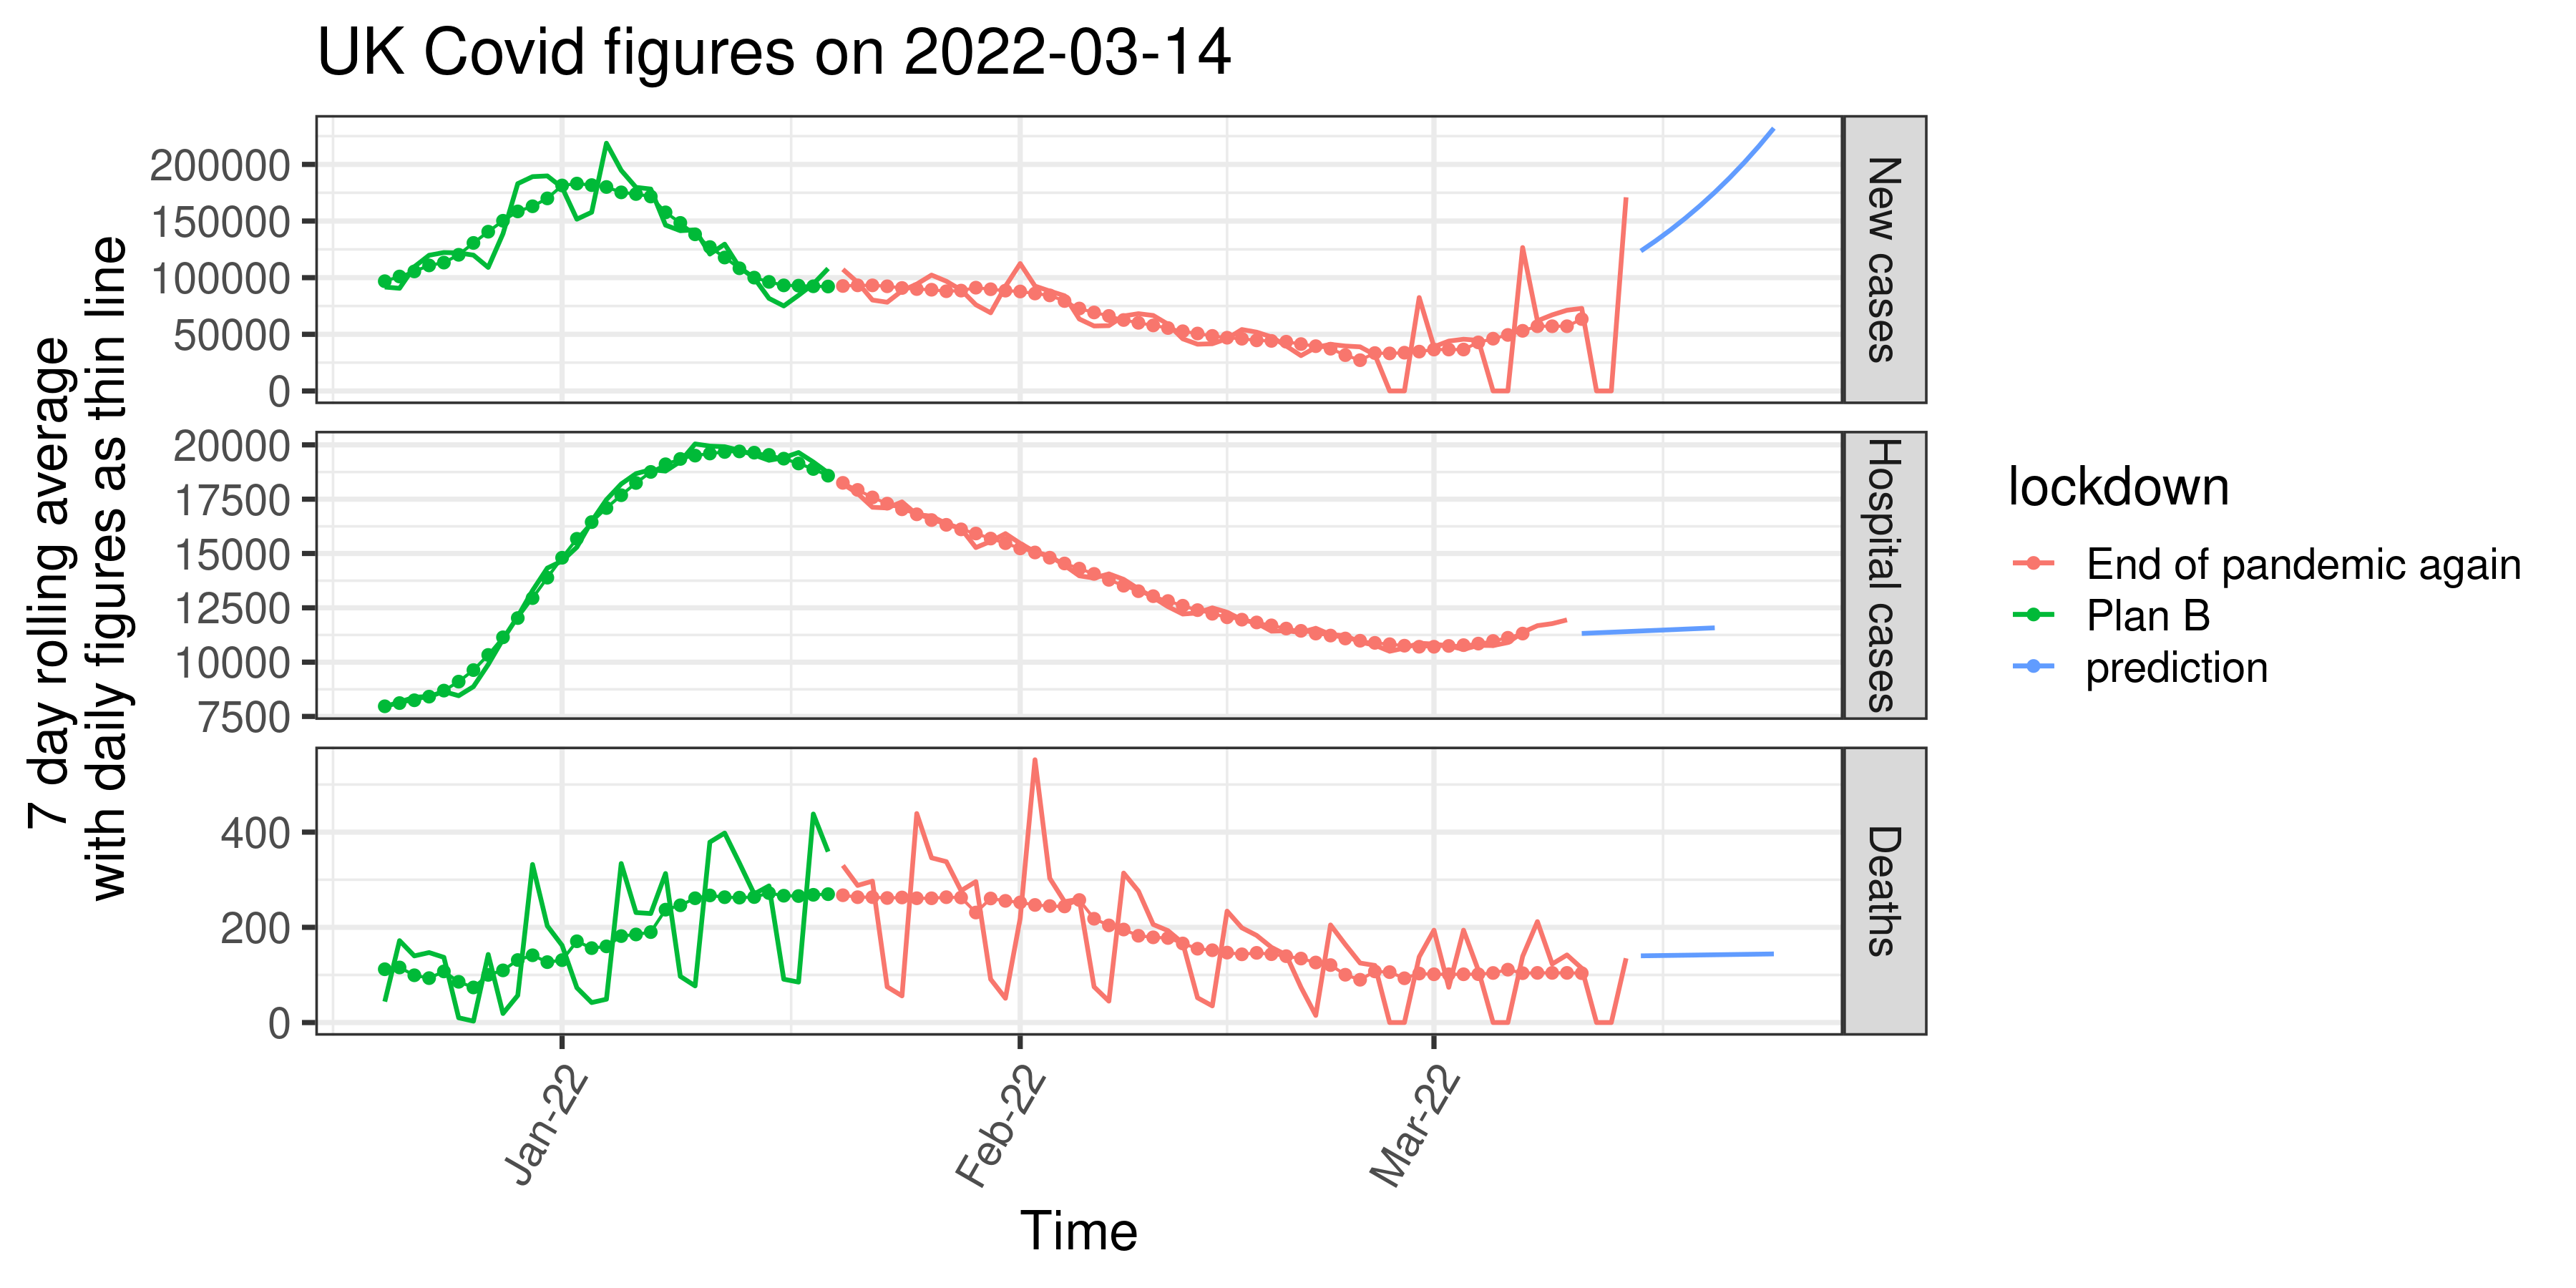 UK Covid figures on 2022-03-14
7 day rolling average
with daily figures as thin line
200000
150000
100000
50000
0
New cases
20000
17500
15000
12500
10000
7500
Hospital cases
400
200
0
Deaths
Jan-22
Feb-22
Mar-22
Time
lockdown
End of pandemic again
Plan B
prediction